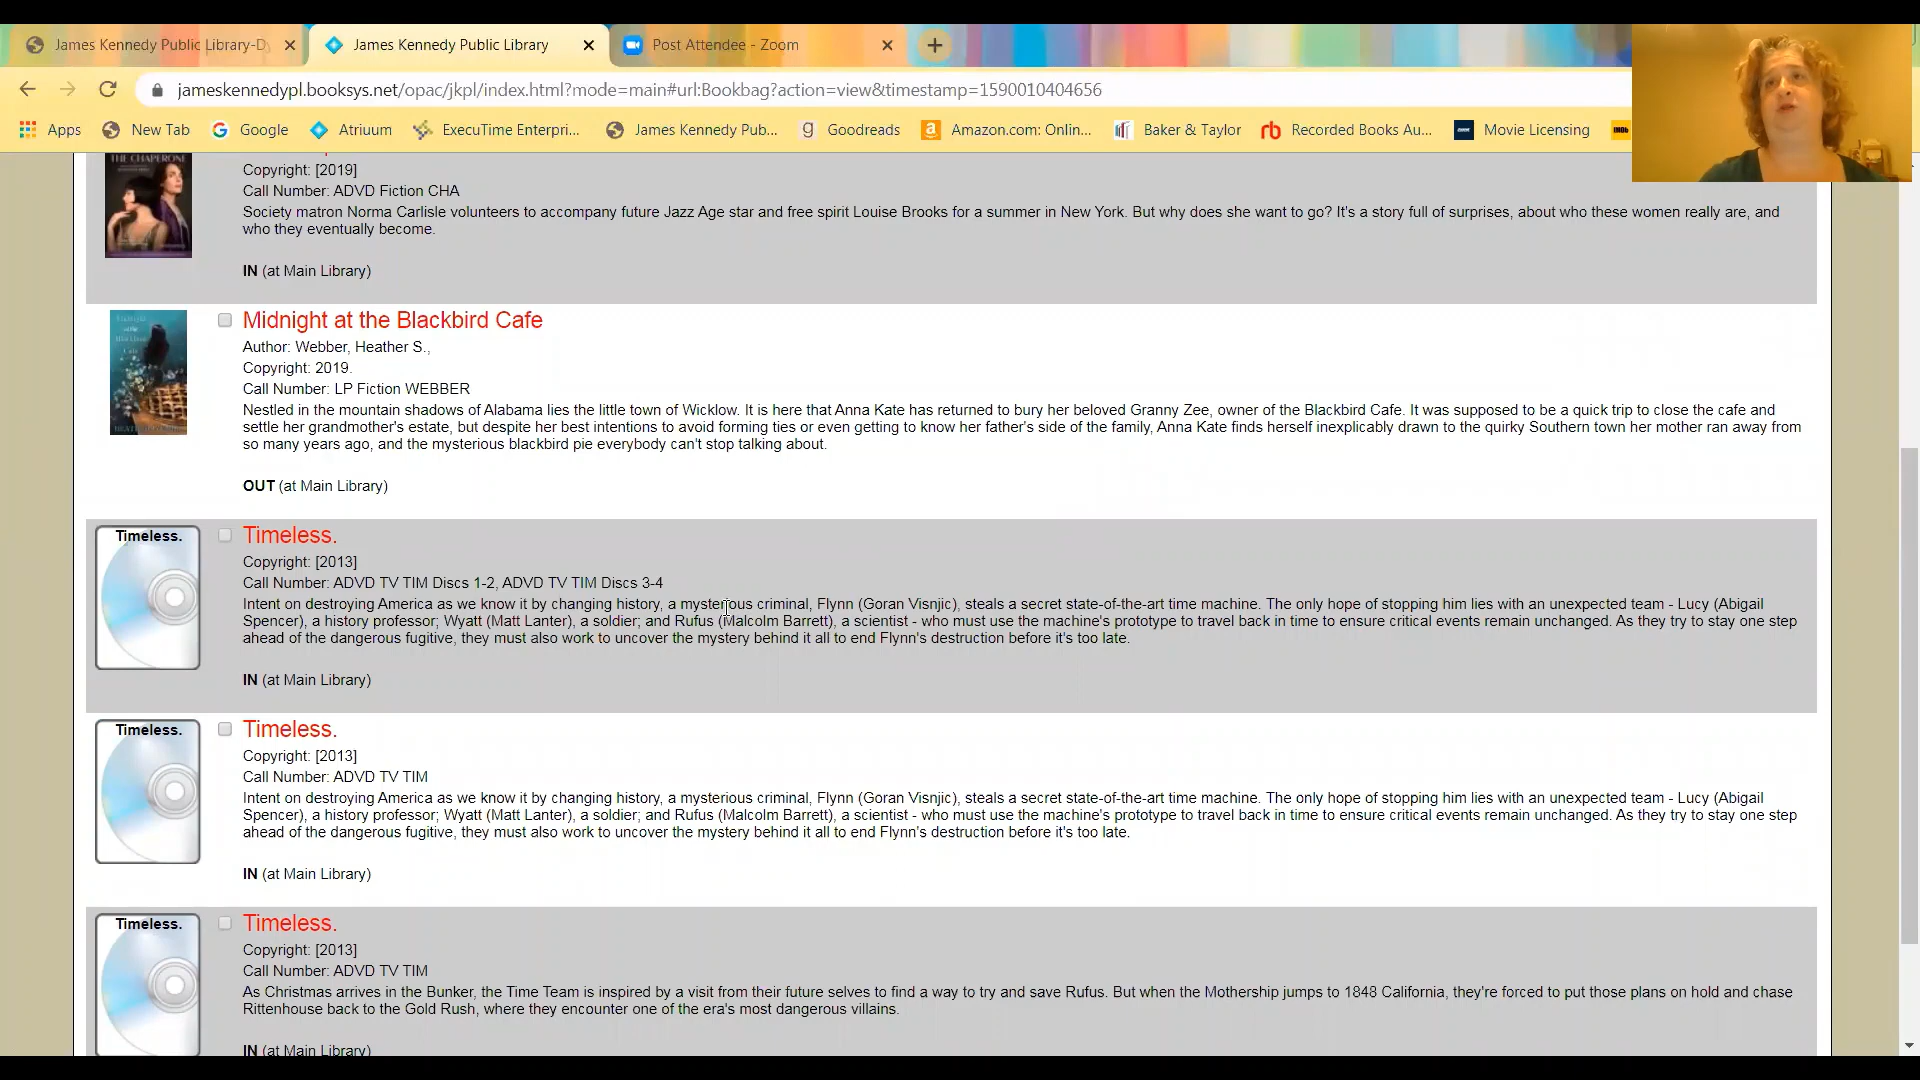 James Kennedy Public Library-D
James Kennedy Public Library
Post Attendee - Zoom
jameskennedypl.booksys.net/opac/jkpl/index.html?mode=main#url:Bookbag?action=view&timestamp=1590010404656
Apps
New Tab
Google
Atriuum
ExecuTime Enterpri...
James Kennedy Pub...
Goodreads
Amazon.com: Onlin...
Baker & Taylor
Recorded Books Au...
Movie Licensing
IMDb
THE CHAPERONE
Copyright: [2019]
Call Number: ADVD Fiction CHA
Society matron Norma Carlisle volunteers to accompany future Jazz Age star and free spirit Louise Brooks for a summer in New York. But why does she want to go? It's a story full of surprises, about who these women really are, and
who they eventually become.
IN (at Main Library)
Midnight at the Blackbird Cafe
Author: Webber, Heather S.,
Copyright: 2019.
Call Number: LP Fiction WEBBER
Nestled in the mountain shadows of Alabama lies the little town of Wicklow. It is here that Anna Kate has returned to bury her beloved Granny Zee, owner of the Blackbird Cafe. It was supposed to be a quick trip to close the cafe and
settle her grandmother's estate, but despite her best intentions to avoid forming ties or even getting to know her father's side of the family, Anna Kate finds herself inexplicably drawn to the quirky Southern town her mother ran away from
so many years ago, and the mysterious blackbird pie everybody can't stop talking about.
OUT (at Main Library)
Timeless.
Timeless.
Copyright: [2013]
Call Number: ADVD TV TIM Discs 1-2, ADVD TV TIM Discs 3-4
Intent on destroying America as we know it by changing history, a mysterious criminal, Flynn (Goran Visnjic), steals a secret state-of-the-art time machine. The only hope of stopping him lies with an unexpected team - Lucy (Abigail
Spencer), a history professor; Wyatt (Matt Lanter), a soldier; and Rufus (Malcolm Barrett), a scientist - who must use the machine's prototype to travel back in time to ensure critical events remain unchanged. As they try to stay one step
ahead of the dangerous fugitive, they must also work to uncover the mystery behind it all to end Flynn's destruction before it's too late.
IN (at Main Library)
Timeless.
Timeless.
Copyright: [2013]
Call Number: ADVD TV TIM
Intent on destroying America as we know it by changing history, a mysterious criminal, Flynn (Goran Visnjic), steals a secret state-of-the-art time machine. The only hope of stopping him lies with an unexpected team - Lucy (Abigail
Spencer), a history professor; Wyatt (Matt Lanter), a soldier; and Rufus (Malcolm Barrett), a scientist - who must use the machine's prototype to travel back in time to ensure critical events remain unchanged. As they try to stay one step
ahead of the dangerous fugitive, they must also work to uncover the mystery behind it all to end Flynn's destruction before it's too late.
IN (at Main Library)
Timeless.
Timeless.
Copyright: [2013]
Call Number: ADVD TV TIM
As Christmas arrives in the Bunker, the Time Team is inspired by a visit from their future selves to find a way to try and save Rufus. But when the Mothership jumps to 1848 California, they're forced to put those plans on hold and chase
Rittenhouse back to the Gold Rush, where they encounter one of the era's most dangerous villains.
IN (at Main Library)